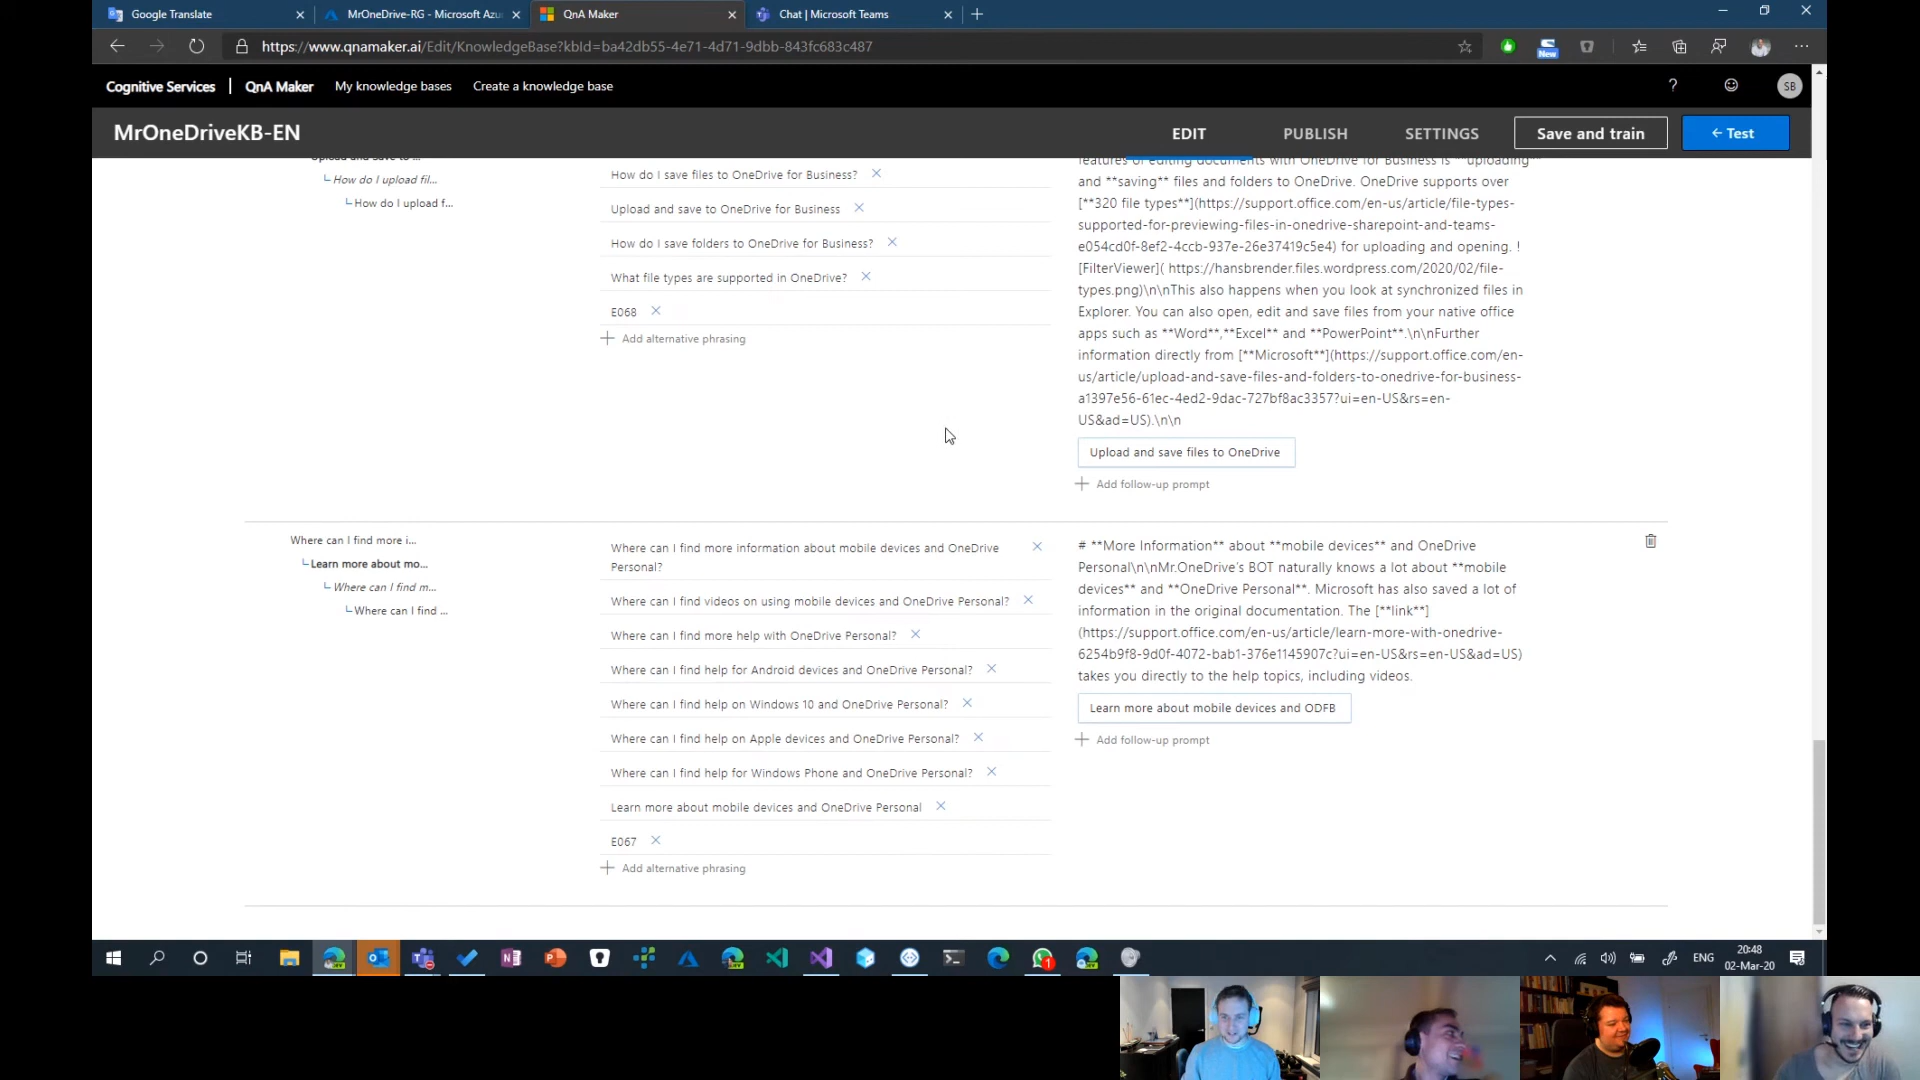 Google Translate
MrOneDrive-RG - Microsoft Azu
QnA Maker
Chat | Microsoft Teams
https://www.qnamaker.ai/Edit/KnowledgeBase?kbId=ba42db55-4e71-4d71-9dbb-843fc683c487
New
Cognitive Services | QnA Maker My knowledge bases Create a knowledge base
? SB
MrOneDriveKB-EN
EDIT PUBLISH SETTINGS Save and train Test
Upload and save to ...
How do I upload fil...
How do I upload f...
How do I save files to OneDrive for Business?
Upload and save to OneDrive for Business
How do I save folders to OneDrive for Business?
What file types are supported in OneDrive?
E068
Add alternative phrasing
features of editing documents with OneDrive for Business is **uploading**
and **saving** files and folders to OneDrive. OneDrive supports over
[**320 file types**](https://support.office.com/en-us/article/file-types-
supported-for-previewing-files-in-onedrive-sharepoint-and-teams-
e054cd0f-8ef2-4ccb-937e-26e37419c5e4) for uploading and opening. !
[FilterViewer]( https://hansbrender.files.wordpress.com/2020/02/file-
types.png)\n\nThis also happens when you look at synchronized files in
Explorer. You can also open, edit and save files from your native office
apps such as **Word**,**Excel** and **PowerPoint**.\n\nFurther
information directly from [**Microsoft**](https://support.office.com/en-
us/article/upload-and-save-files-and-folders-to-onedrive-for-business-
a1397e56-61ec-4ed2-9dac-727bf8ac3357?ui=en-US&rs=en-
US&ad=US).\n\n
Upload and save files to OneDrive
Add follow-up prompt
Where can I find more i...
Learn more about mo...
Where can I find m...
Where can I find ...
Where can I find more information about mobile devices and OneDrive
Personal?
Where can I find videos on using mobile devices and OneDrive Personal?
Where can I find more help with OneDrive Personal?
Where can I find help for Android devices and OneDrive Personal?
Where can I find help on Windows 10 and OneDrive Personal?
Where can I find help on Apple devices and OneDrive Personal?
Where can I find help for Windows Phone and OneDrive Personal?
Learn more about mobile devices and OneDrive Personal
E067
Add alternative phrasing
# **More Information** about **mobile devices** and OneDrive
Personal\n\nMr.OneDrive's BOT naturally knows a lot about **mobile
devices** and **OneDrive Personal**. Microsoft has also saved a lot of
information in the original documentation. The [**link**]
(https://support.office.com/en-us/article/learn-more-with-onedrive-
6254b9f8-9d0f-4072-bab1-376e1145907c?ui=en-US&rs=en-US&ad=US)
takes you directly to the help topics, including videos.
Learn more about mobile devices and ODFB
Add follow-up prompt
ENG
20:48
02-Mar-20